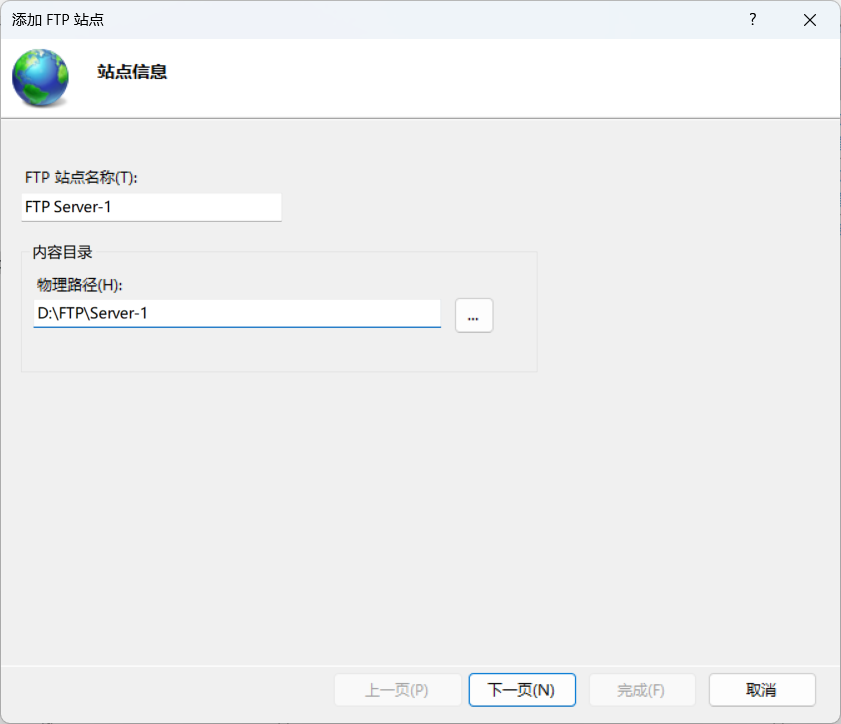 添加 FTP 站点
?
站点信息
FTP 站点名称(T):
FTP Server-1
内容目录
物理路径(H):
D:\FTP\Server-1
...
上一页(P)
下一页(N)
完成(F)
取消